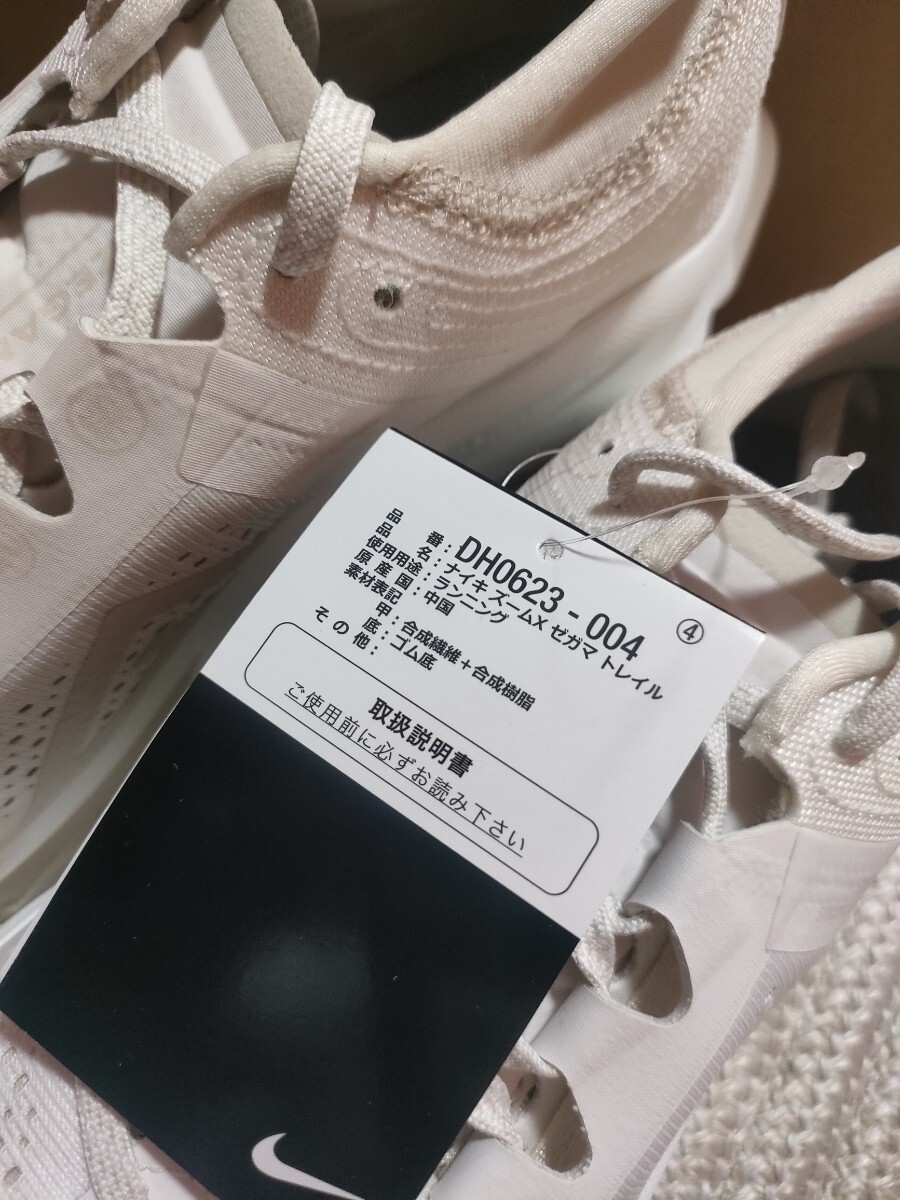 品番：DH0623-004 ④
品名：ナイキ ズームX ゼガマ トレイル
使用用途：ランニング
原産国：中国
素材表記
甲：合成繊維+合成樹脂
底：ゴム底
その他：
取扱説明書
ご使用前に必ずお読み下さい